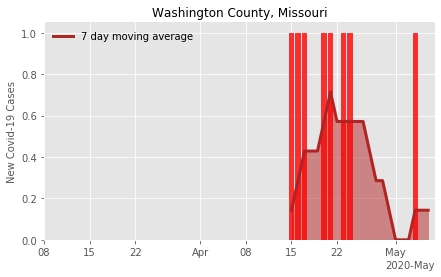 Washington County, Missouri
7 day moving average
New Covid-19 Cases
1.0
0.8
0.6
0.4
0.2
0.0
08 15 22 Apr 08 15 22 May
2020-May